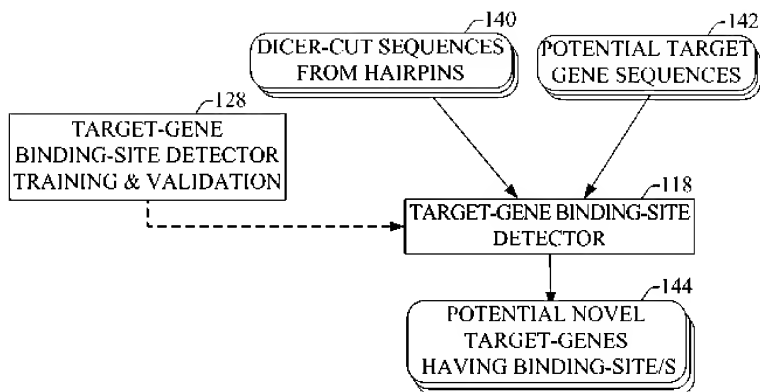 140
DICER-CUT SEQUENCES
FROM HAIRPINS
142
POTENTIAL TARGET
GENE SEQUENCES
128
TARGET-GENE
BINDING-SITE DETECTOR
TRAINING & VALIDATION
118
TARGET-GENE BINDING-SITE
DETECTOR
144
POTENTIAL NOVEL
TARGET-GENES
HAVING BINDING-SITE/S